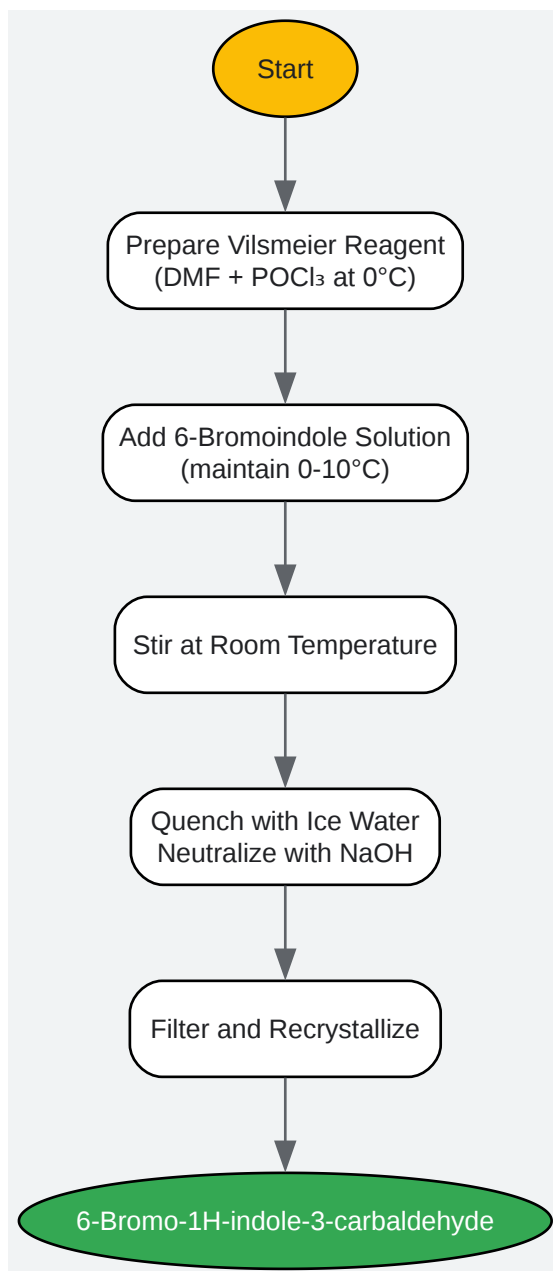 Start
Prepare Vilsmeier Reagent
(DMF + POCl₃ at 0°C)
Add 6-Bromoindole Solution
(maintain 0-10°C)
Stir at Room Temperature
Quench with Ice Water
Neutralize with NaOH
Filter and Recrystallize
6-Bromo-1H-indole-3-carbaldehyde